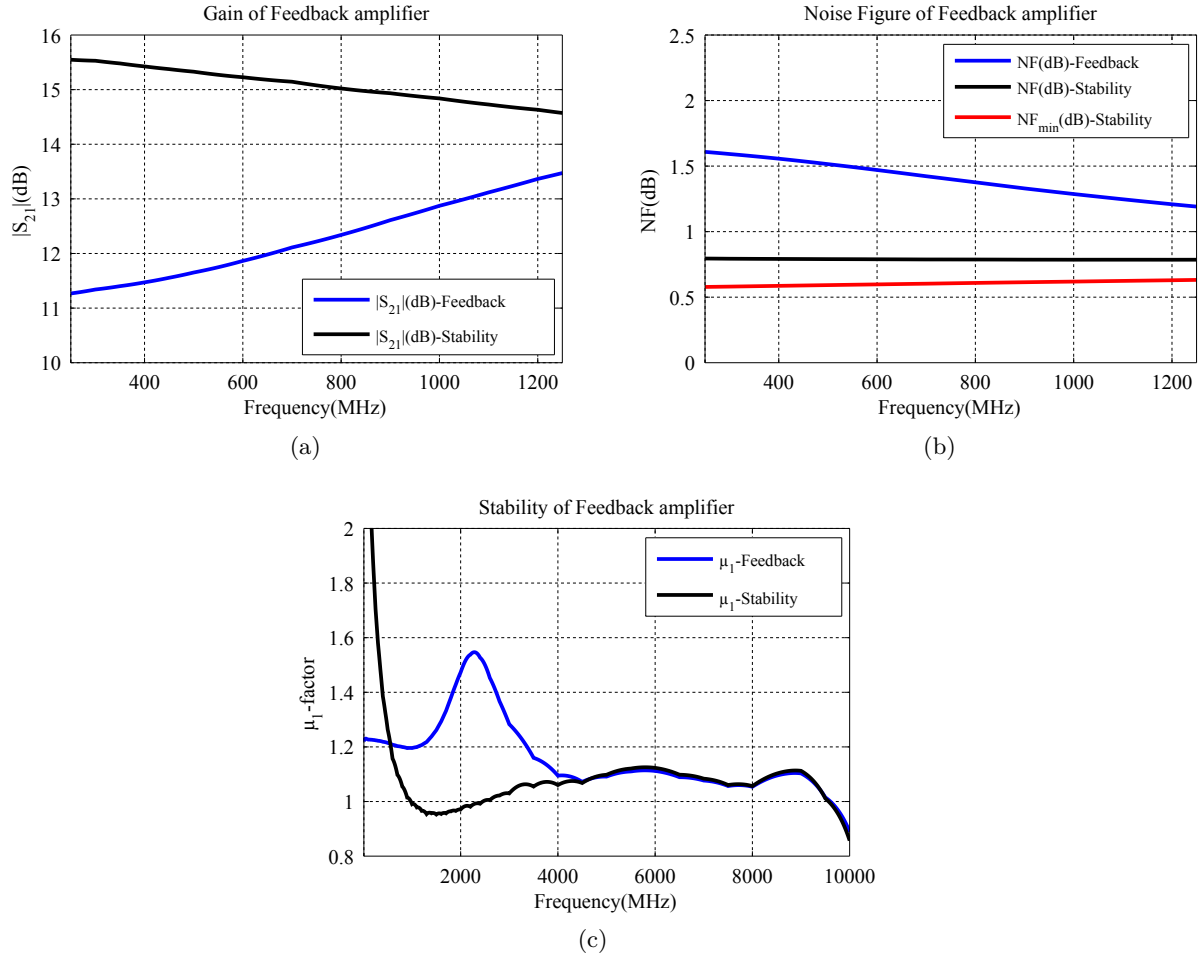 Gain of Feedback amplifier
16
15
14
13
12
11
10
|S21|(dB)
|S21|(dB)-Feedback
|S21|(dB)-Stability
400 600 800 1000 1200
Frequency(MHz)
(a)
Noise Figure of Feedback amplifier
2.5
2
1.5
1
0.5
0
NF(dB)
NF(dB)-Feedback
NF(dB)-Stability
NFmin(dB)-Stability
400 600 800 1000 1200
Frequency(MHz)
(b)
Stability of Feedback amplifier
2
1.8
1.6
1.4
1.2
1
0.8
μ1-factor
μ1-Feedback
μ1-Stability
2000 4000 6000 8000 10000
Frequency(MHz)
(c)